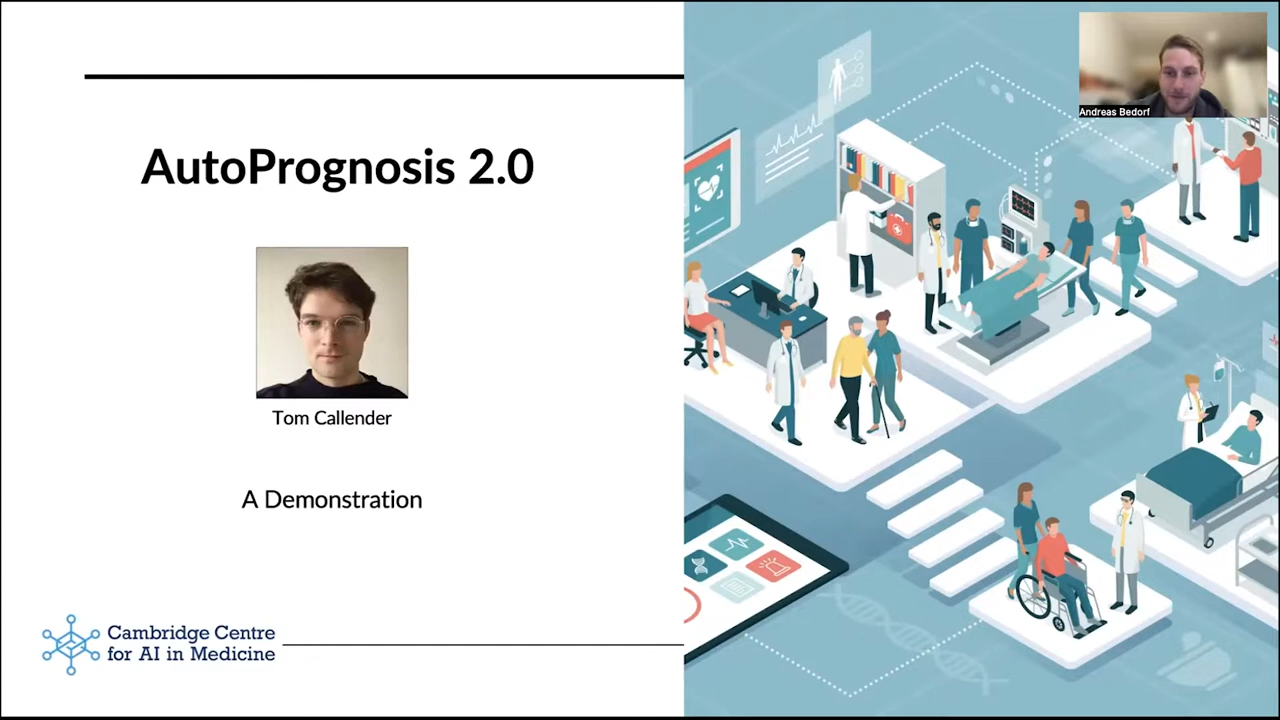 AutoPrognosis 2.0
Andreas Bedorf
Tom Callender
A Demonstration
Cambridge Centre
for AI in Medicine